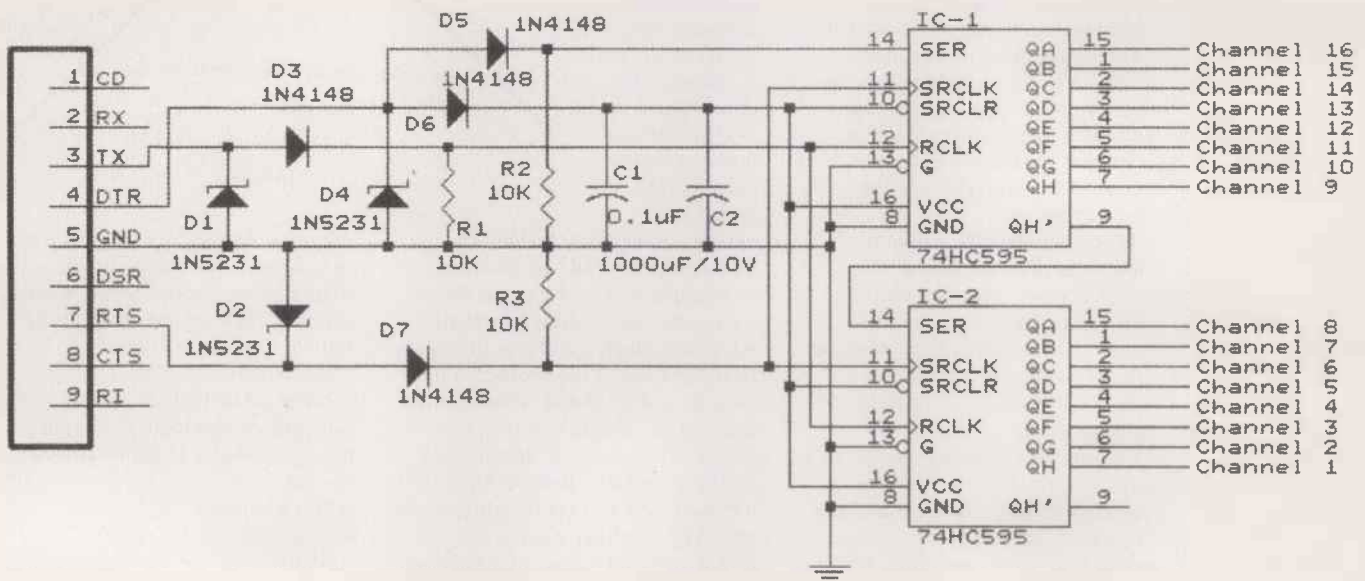 D5
1N4148
IC-1
1 CD
2 RX
3 TX
4 DTR
5 GND
6 DSR
7 RTS
8 CTS
9 RI
D3
1N4148
1N4148
D6
D1
1N5231
D4
1N5231
R1
10K
R2
10K
C1
0.1uF
C2
1000uF/10V
D2
1N5231
D7
1N4148
R3
10K
14 SER QA 15 Channel 16
QB 1 Channel 15
11 SRCLK QC 2 Channel 14
10 SRCLR QD 3 Channel 13
QE 4 Channel 12
12 RCLK QF 5 Channel 11
13 G QG 6 Channel 10
QH 7 Channel 9
16 VCC
8 GND QH' 9
74HC595
IC-2
14 SER QA 15 Channel 8
QB 1 Channel 7
11 SRCLK QC 2 Channel 6
10 SRCLR QD 3 Channel 5
QE 4 Channel 4
12 RCLK QF 5 Channel 3
13 G QG 6 Channel 2
QH 7 Channel 1
16 VCC
8 GND QH' 9
74HC595